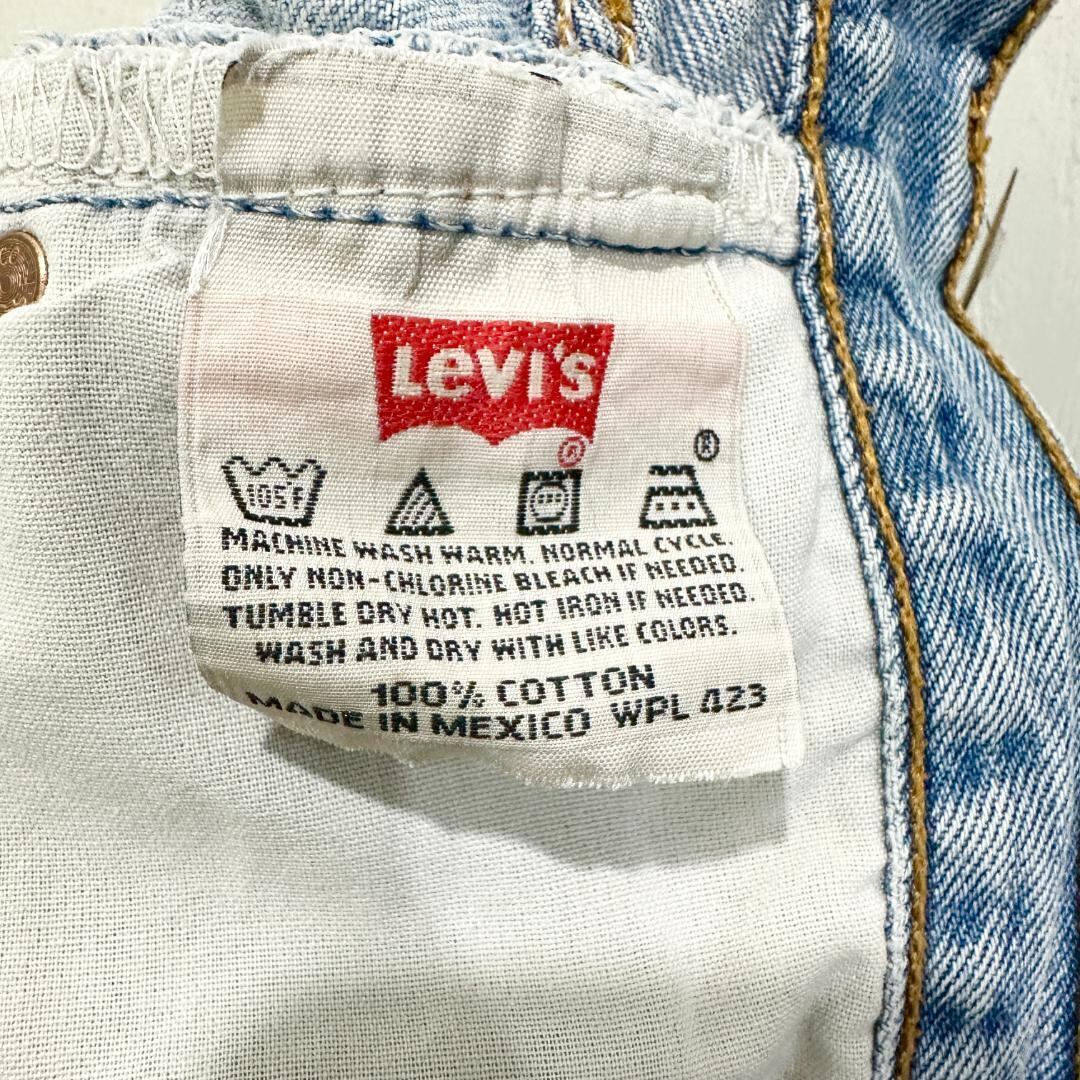 LEVI'S
®
®
105°F
MACHINE WASH WARM. NORMAL CYCLE.
ONLY NON-CHLORINE BLEACH IF NEEDED.
TUMBLE DRY HOT. HOT IRON IF NEEDED.
WASH AND DRY WITH LIKE COLORS.
100% COTTON
MADE IN MEXICO WPL 423